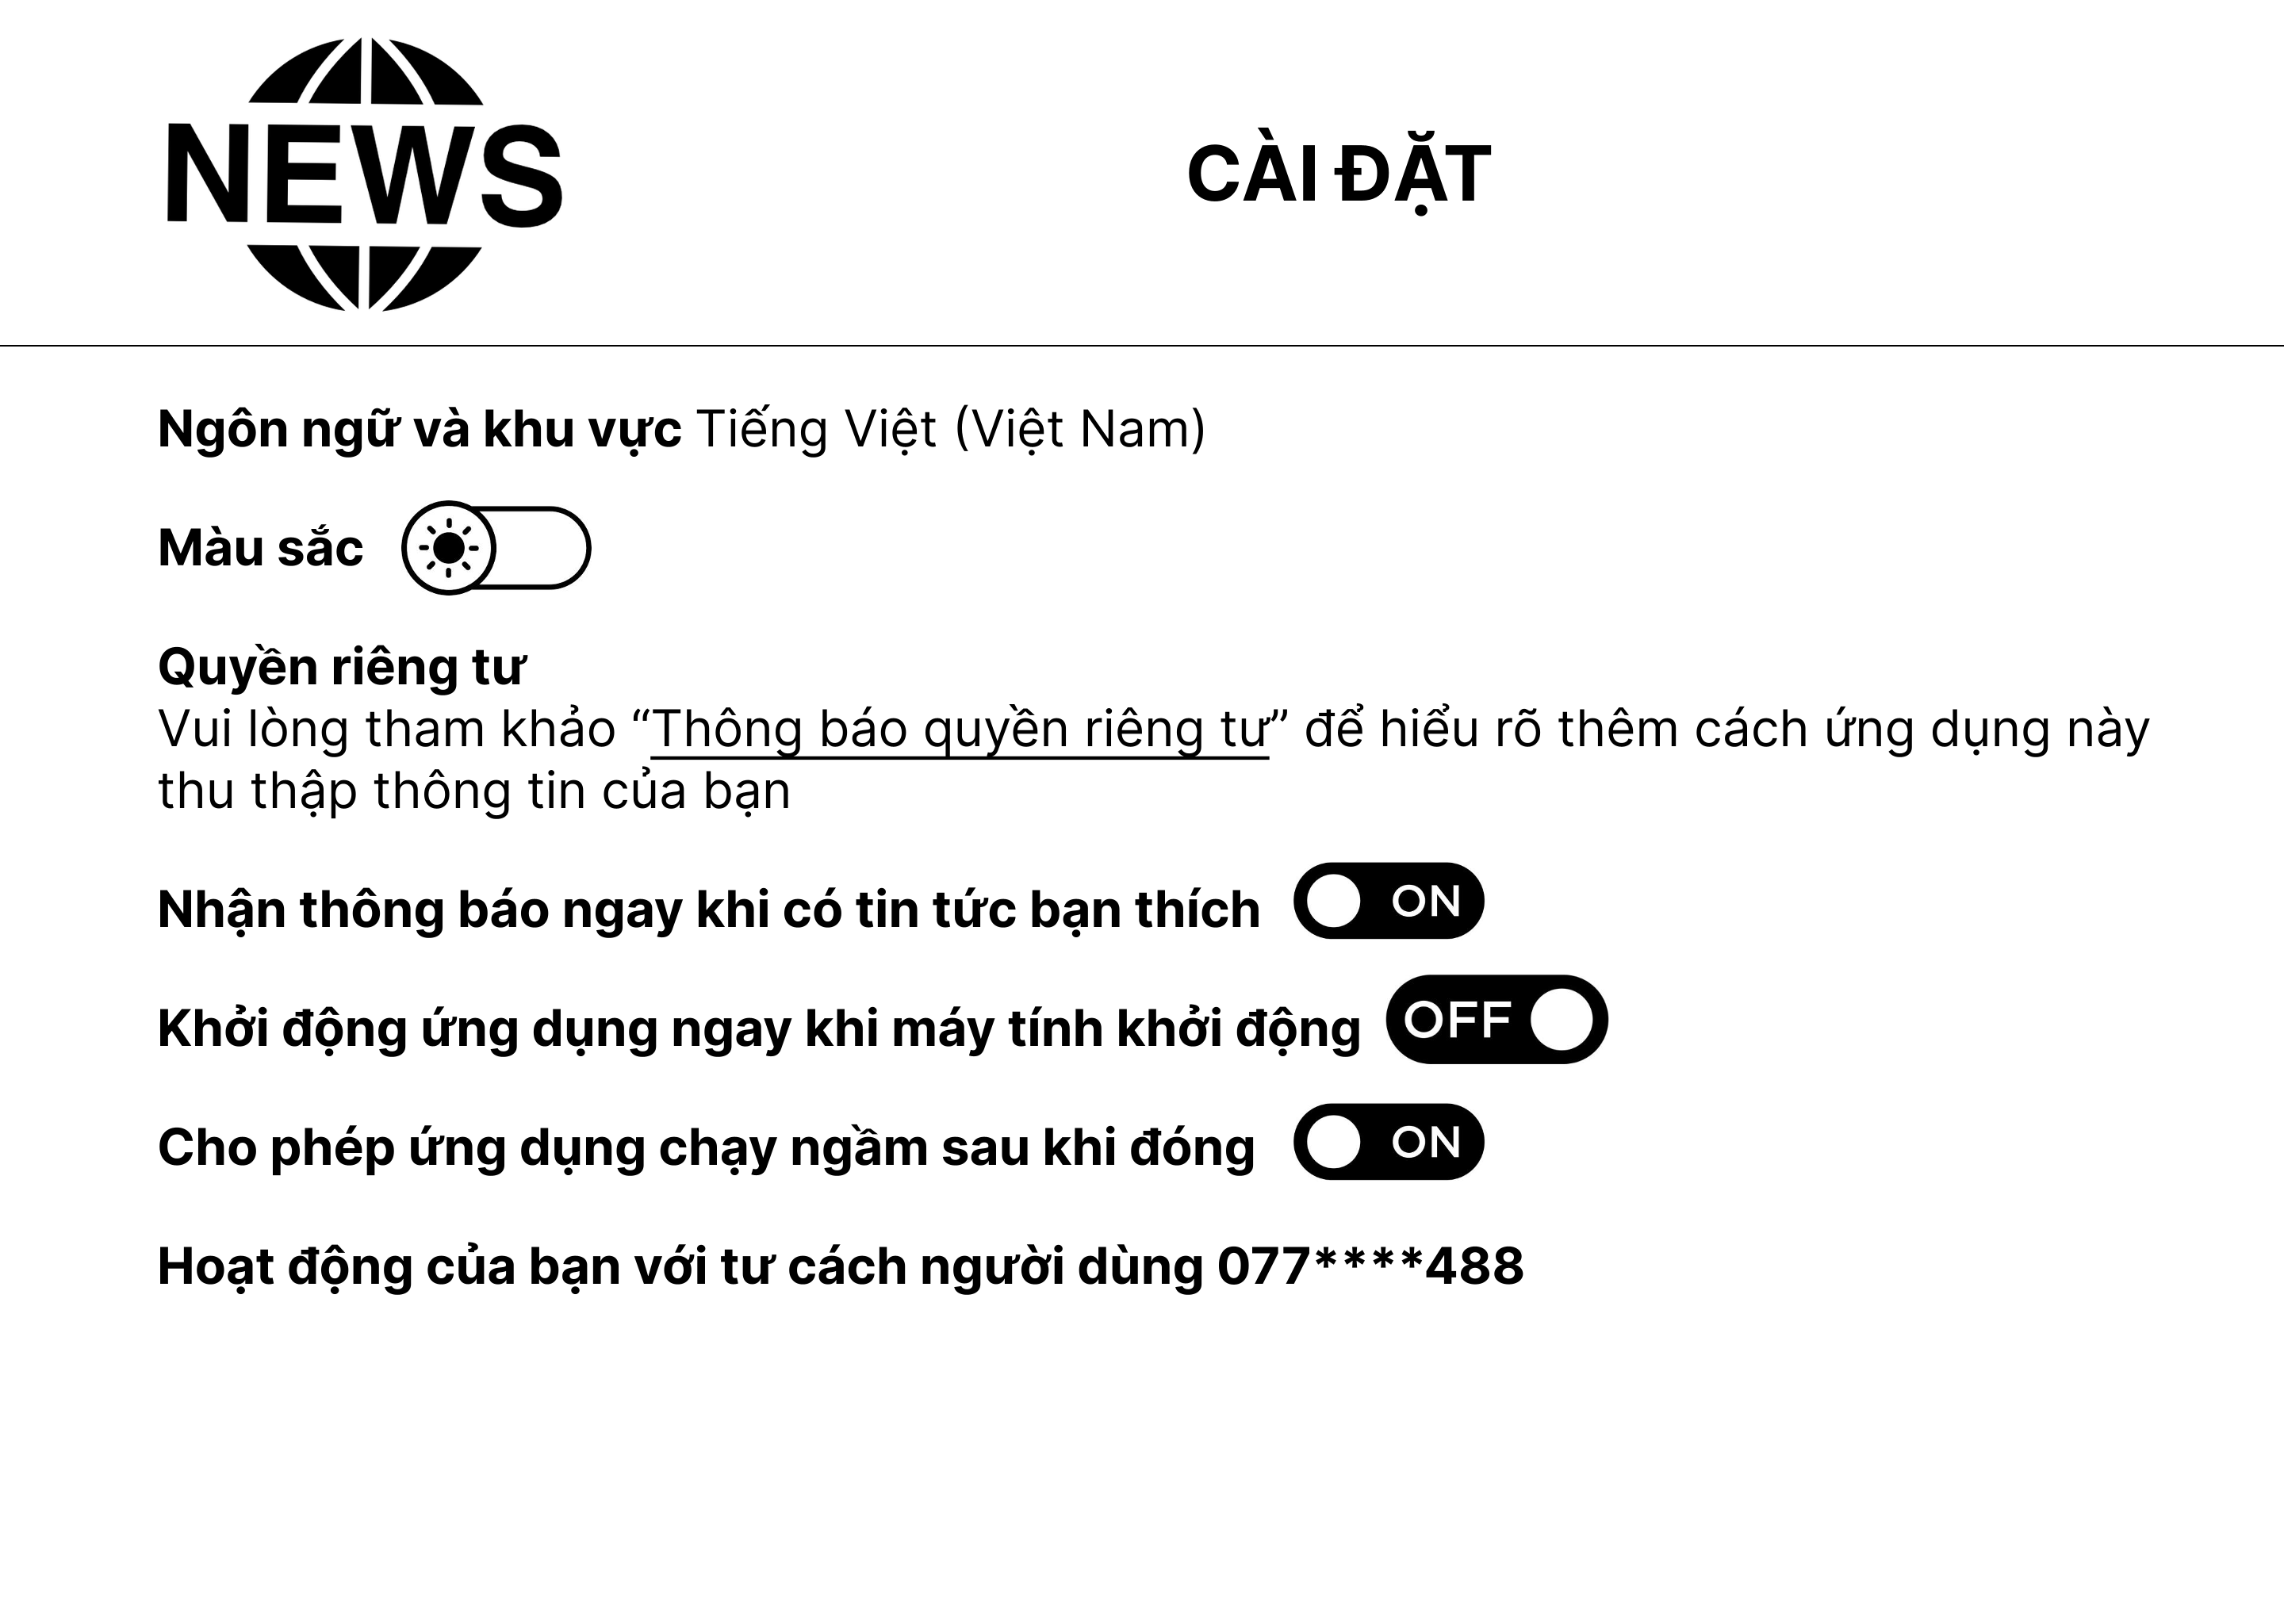 NEWS
CÀI ĐẶT
Ngôn ngữ và khu vực Tiếng Việt (Việt Nam)
Màu sắc
Quyền riêng tư
Vui lòng tham khảo “Thông báo quyền riêng tư” để hiểu rõ thêm cách ứng dụng này
thu thập thông tin của bạn
Nhận thông báo ngay khi có tin tức bạn thích ON
Khởi động ứng dụng ngay khi máy tính khởi động OFF
Cho phép ứng dụng chạy ngầm sau khi đóng ON
Hoạt động của bạn với tư cách người dùng 077****488